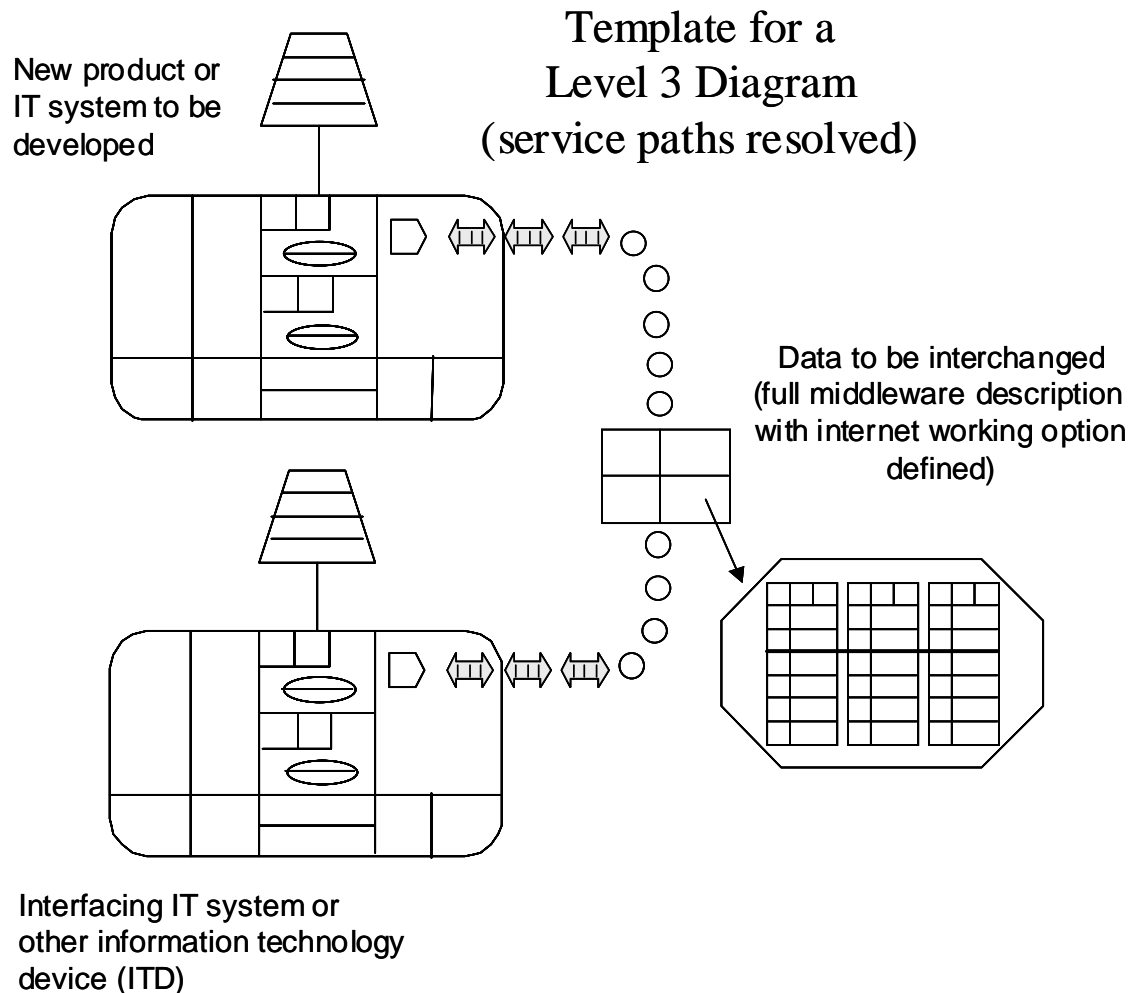 Template for a
Level 3 Diagram
(service paths resolved)
New product or
IT system to be
developed
Data to be interchanged
(full middleware description
with internet working option
defined)
Interfacing IT system or
other information technology
device (ITD)